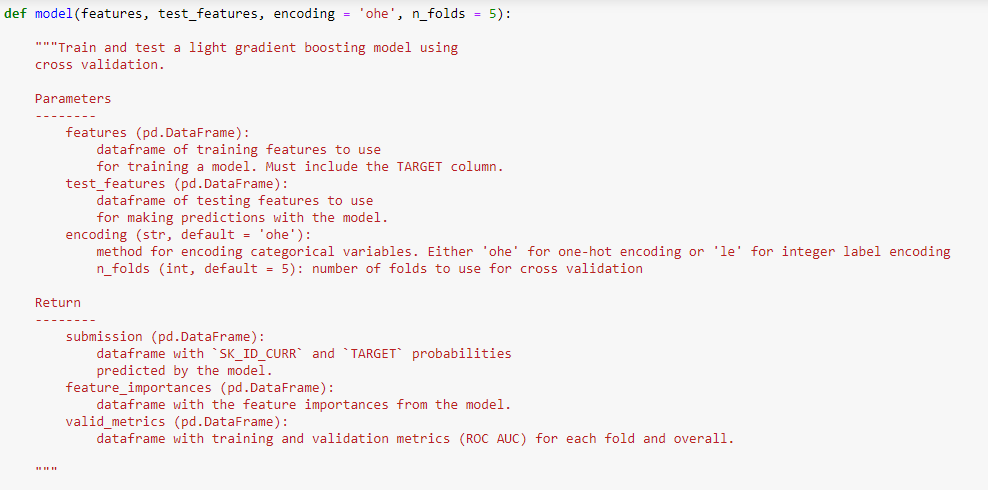 def model(features, test_features, encoding = 'ohe', n_folds = 5):
"""Train and test a light gradient boosting model using
cross validation.
Parameters
--------
features (pd.DataFrame):
dataframe of training features to use
for training a model. Must include the TARGET column.
test_features (pd.DataFrame):
dataframe of testing features to use
for making predictions with the model.
encoding (str, default = 'ohe'):
method for encoding categorical variables. Either 'ohe' for one-hot encoding or 'le' for integer label encoding
n_folds (int, default = 5): number of folds to use for cross validation
Return
--------
submission (pd.DataFrame):
dataframe with `SK_ID_CURR` and `TARGET` probabilities
predicted by the model.
feature_importances (pd.DataFrame):
dataframe with the feature importances from the model.
valid_metrics (pd.DataFrame):
dataframe with training and validation metrics (ROC AUC) for each fold and overall.
"""